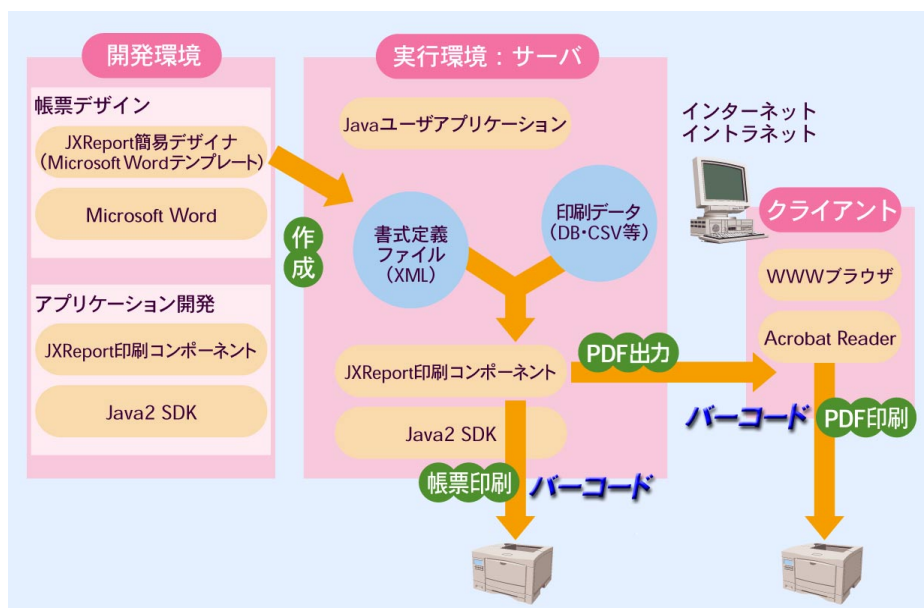 開発環境
帳票デザイン
JXReport簡易デザイナ
(Microsoft Wordテンプレート)
Microsoft Word
アプリケーション開発
JXReport印刷コンポーネント
Java2 SDK
作成
実行環境：サーバ
Javaユーザアプリケーション
書式定義
ファイル
(XML)
印刷データ
(DB・CSV等)
JXReport印刷コンポーネント
Java2 SDK
帳票印刷
バーコード
PDF出力
インターネット
イントラネット
クライアント
WWWブラウザ
Acrobat Reader
バーコード
PDF印刷